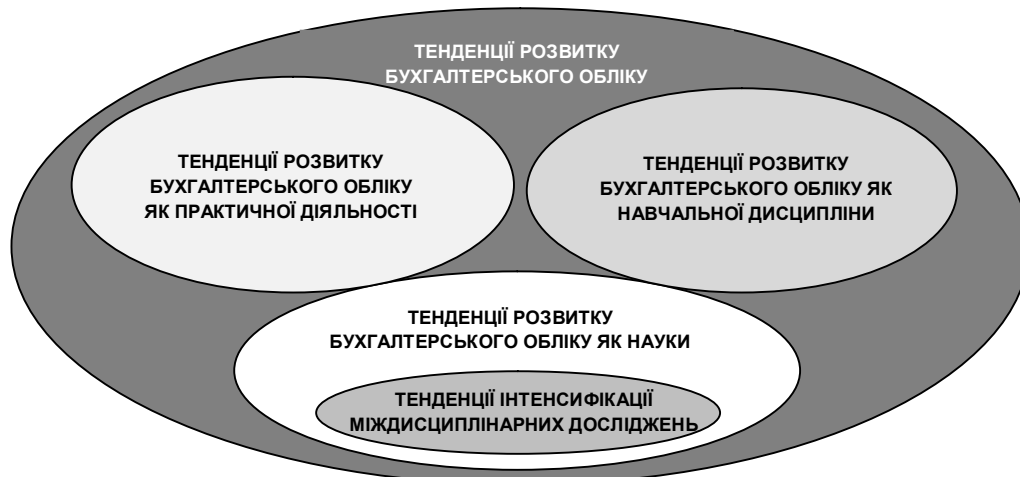 ТЕНДЕНЦІЇ РОЗВИТКУ
БУХГАЛТЕРСЬКОГО ОБЛІКУ
ТЕНДЕНЦІЇ РОЗВИТКУ
БУХГАЛТЕРСЬКОГО ОБЛІКУ
ЯК ПРАКТИЧНОЇ ДІЯЛЬНОСТІ
ТЕНДЕНЦІЇ РОЗВИТКУ
БУХГАЛТЕРСЬКОГО ОБЛІКУ ЯК
НАВЧАЛЬНОЇ ДИСЦИПЛІНИ
ТЕНДЕНЦІЇ РОЗВИТКУ
БУХГАЛТЕРСЬКОГО ОБЛІКУ ЯК НАУКИ
ТЕНДЕНЦІЇ ІНТЕНСИФІКАЦІЇ
МІЖДИСЦИПЛІНАРНИХ ДОСЛІДЖЕНЬ